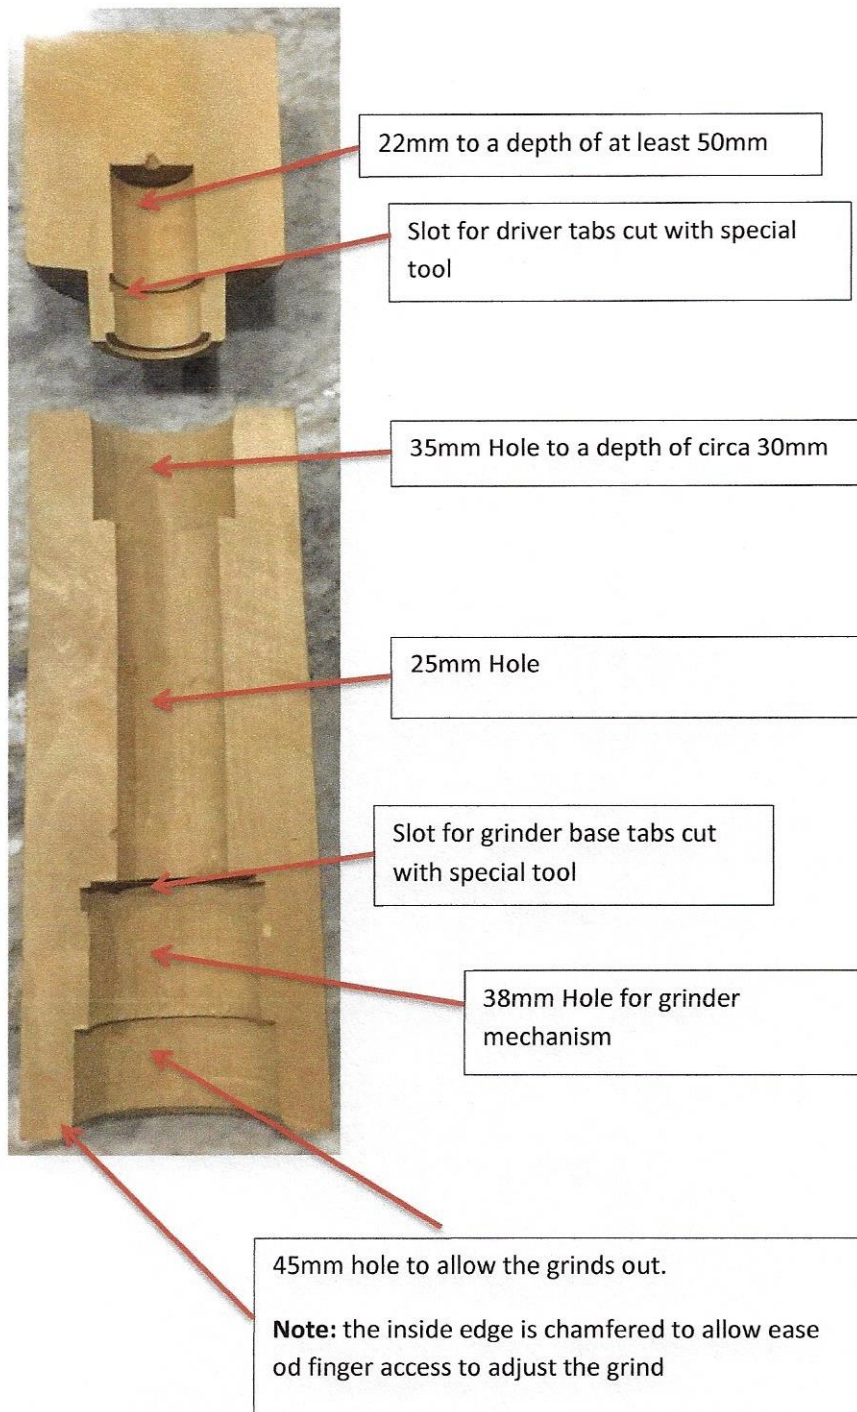 22mm to a depth of at least 50mm
Slot for driver tabs cut with special
tool
35mm Hole to a depth of circa 30mm
25mm Hole
Slot for grinder base tabs cut
with special tool
38mm Hole for grinder
mechanism
45mm hole to allow the grinds out.
Note: the inside edge is chamfered to allow ease
od finger access to adjust the grind